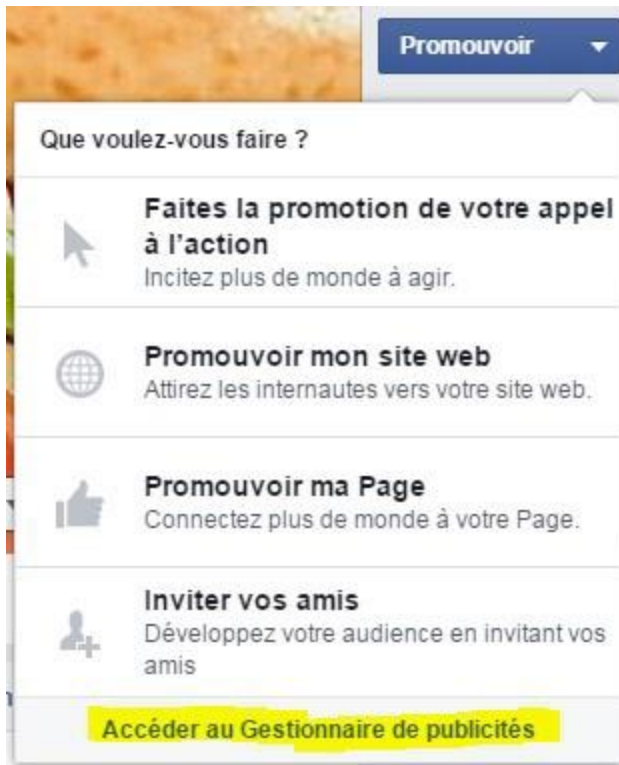 Promouvoir
Que voulez-vous faire ?
Faites la promotion de votre appel
à l'action
Incitez plus de monde à agir.
Promouvoir mon site web
Attirez les internautes vers votre site web.
Promouvoir ma Page
Connectez plus de monde à votre Page.
Inviter vos amis
Développez votre audience en invitant vos
amis
Accéder au Gestionnaire de publicités